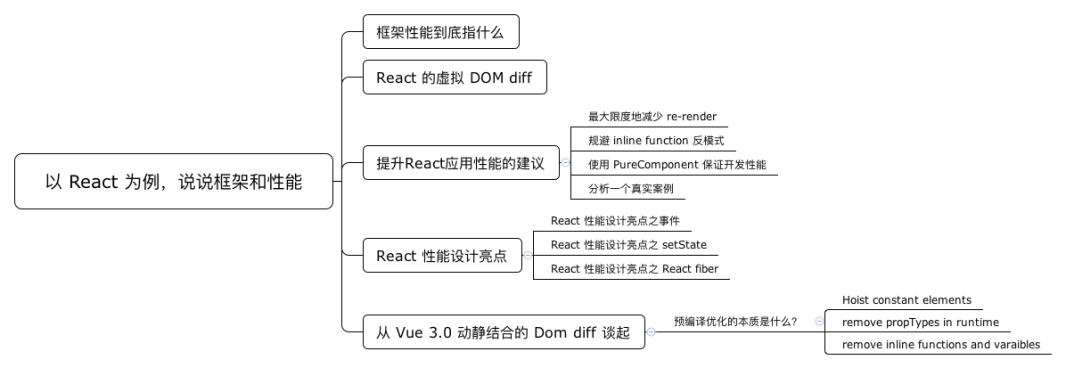 以 React 为例，说说框架和性能
框架性能到底指什么
React 的虚拟 DOM diff
提升React应用性能的建议
最大限度地减少 re-render
规避 inline function 反模式
使用 PureComponent 保证开发性能
分析一个真实案例
React 性能设计亮点
React 性能设计亮点之事件
React 性能设计亮点之 setState
React 性能设计亮点之 React fiber
从 Vue 3.0 动静结合的 Dom diff 谈起
预编译优化的本质是什么？
Hoist constant elements
remove propTypes in runtime
remove inline functions and varaibles